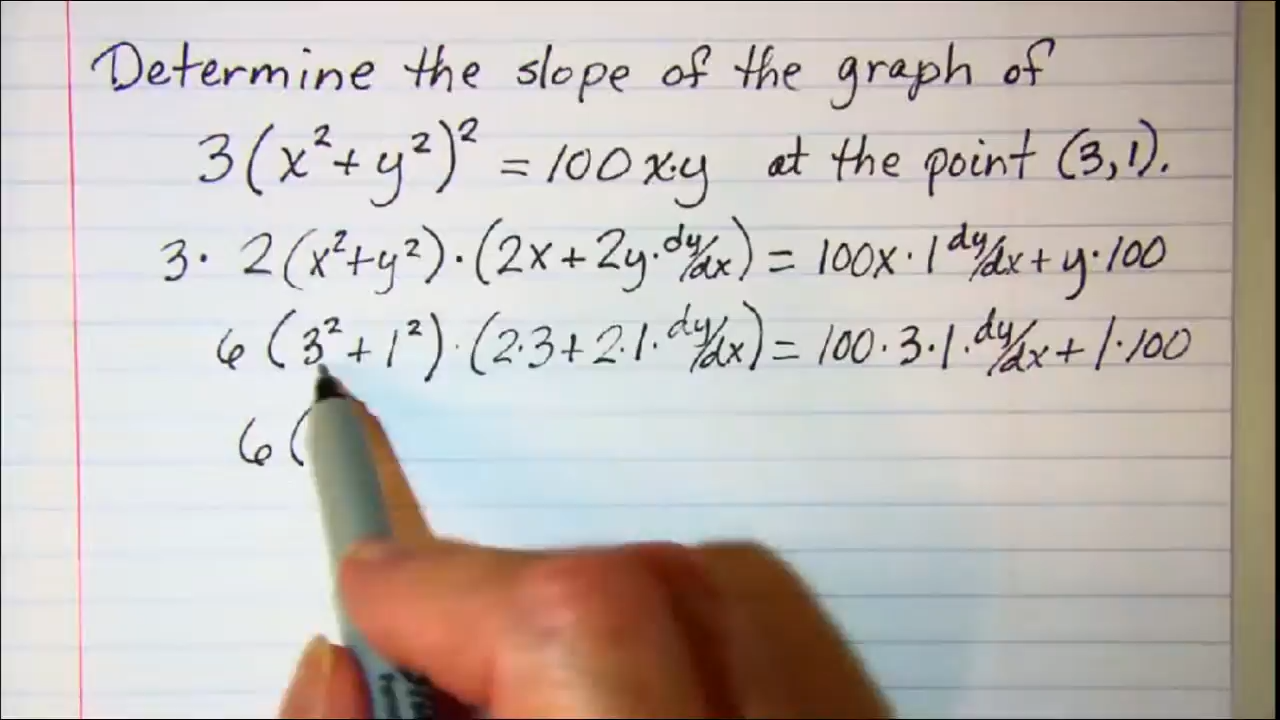 Determine the slope of the graph of
3(x²+y²)² = 100x·y at the point (3,1).
3· 2(x²+y²)·(2x+2y·dy/dx) = 100x·1 dy/dx + y·100
6(3²+1²)·(2·3+2·1·dy/dx) = 100·3·1·dy/dx + 1·100
6(